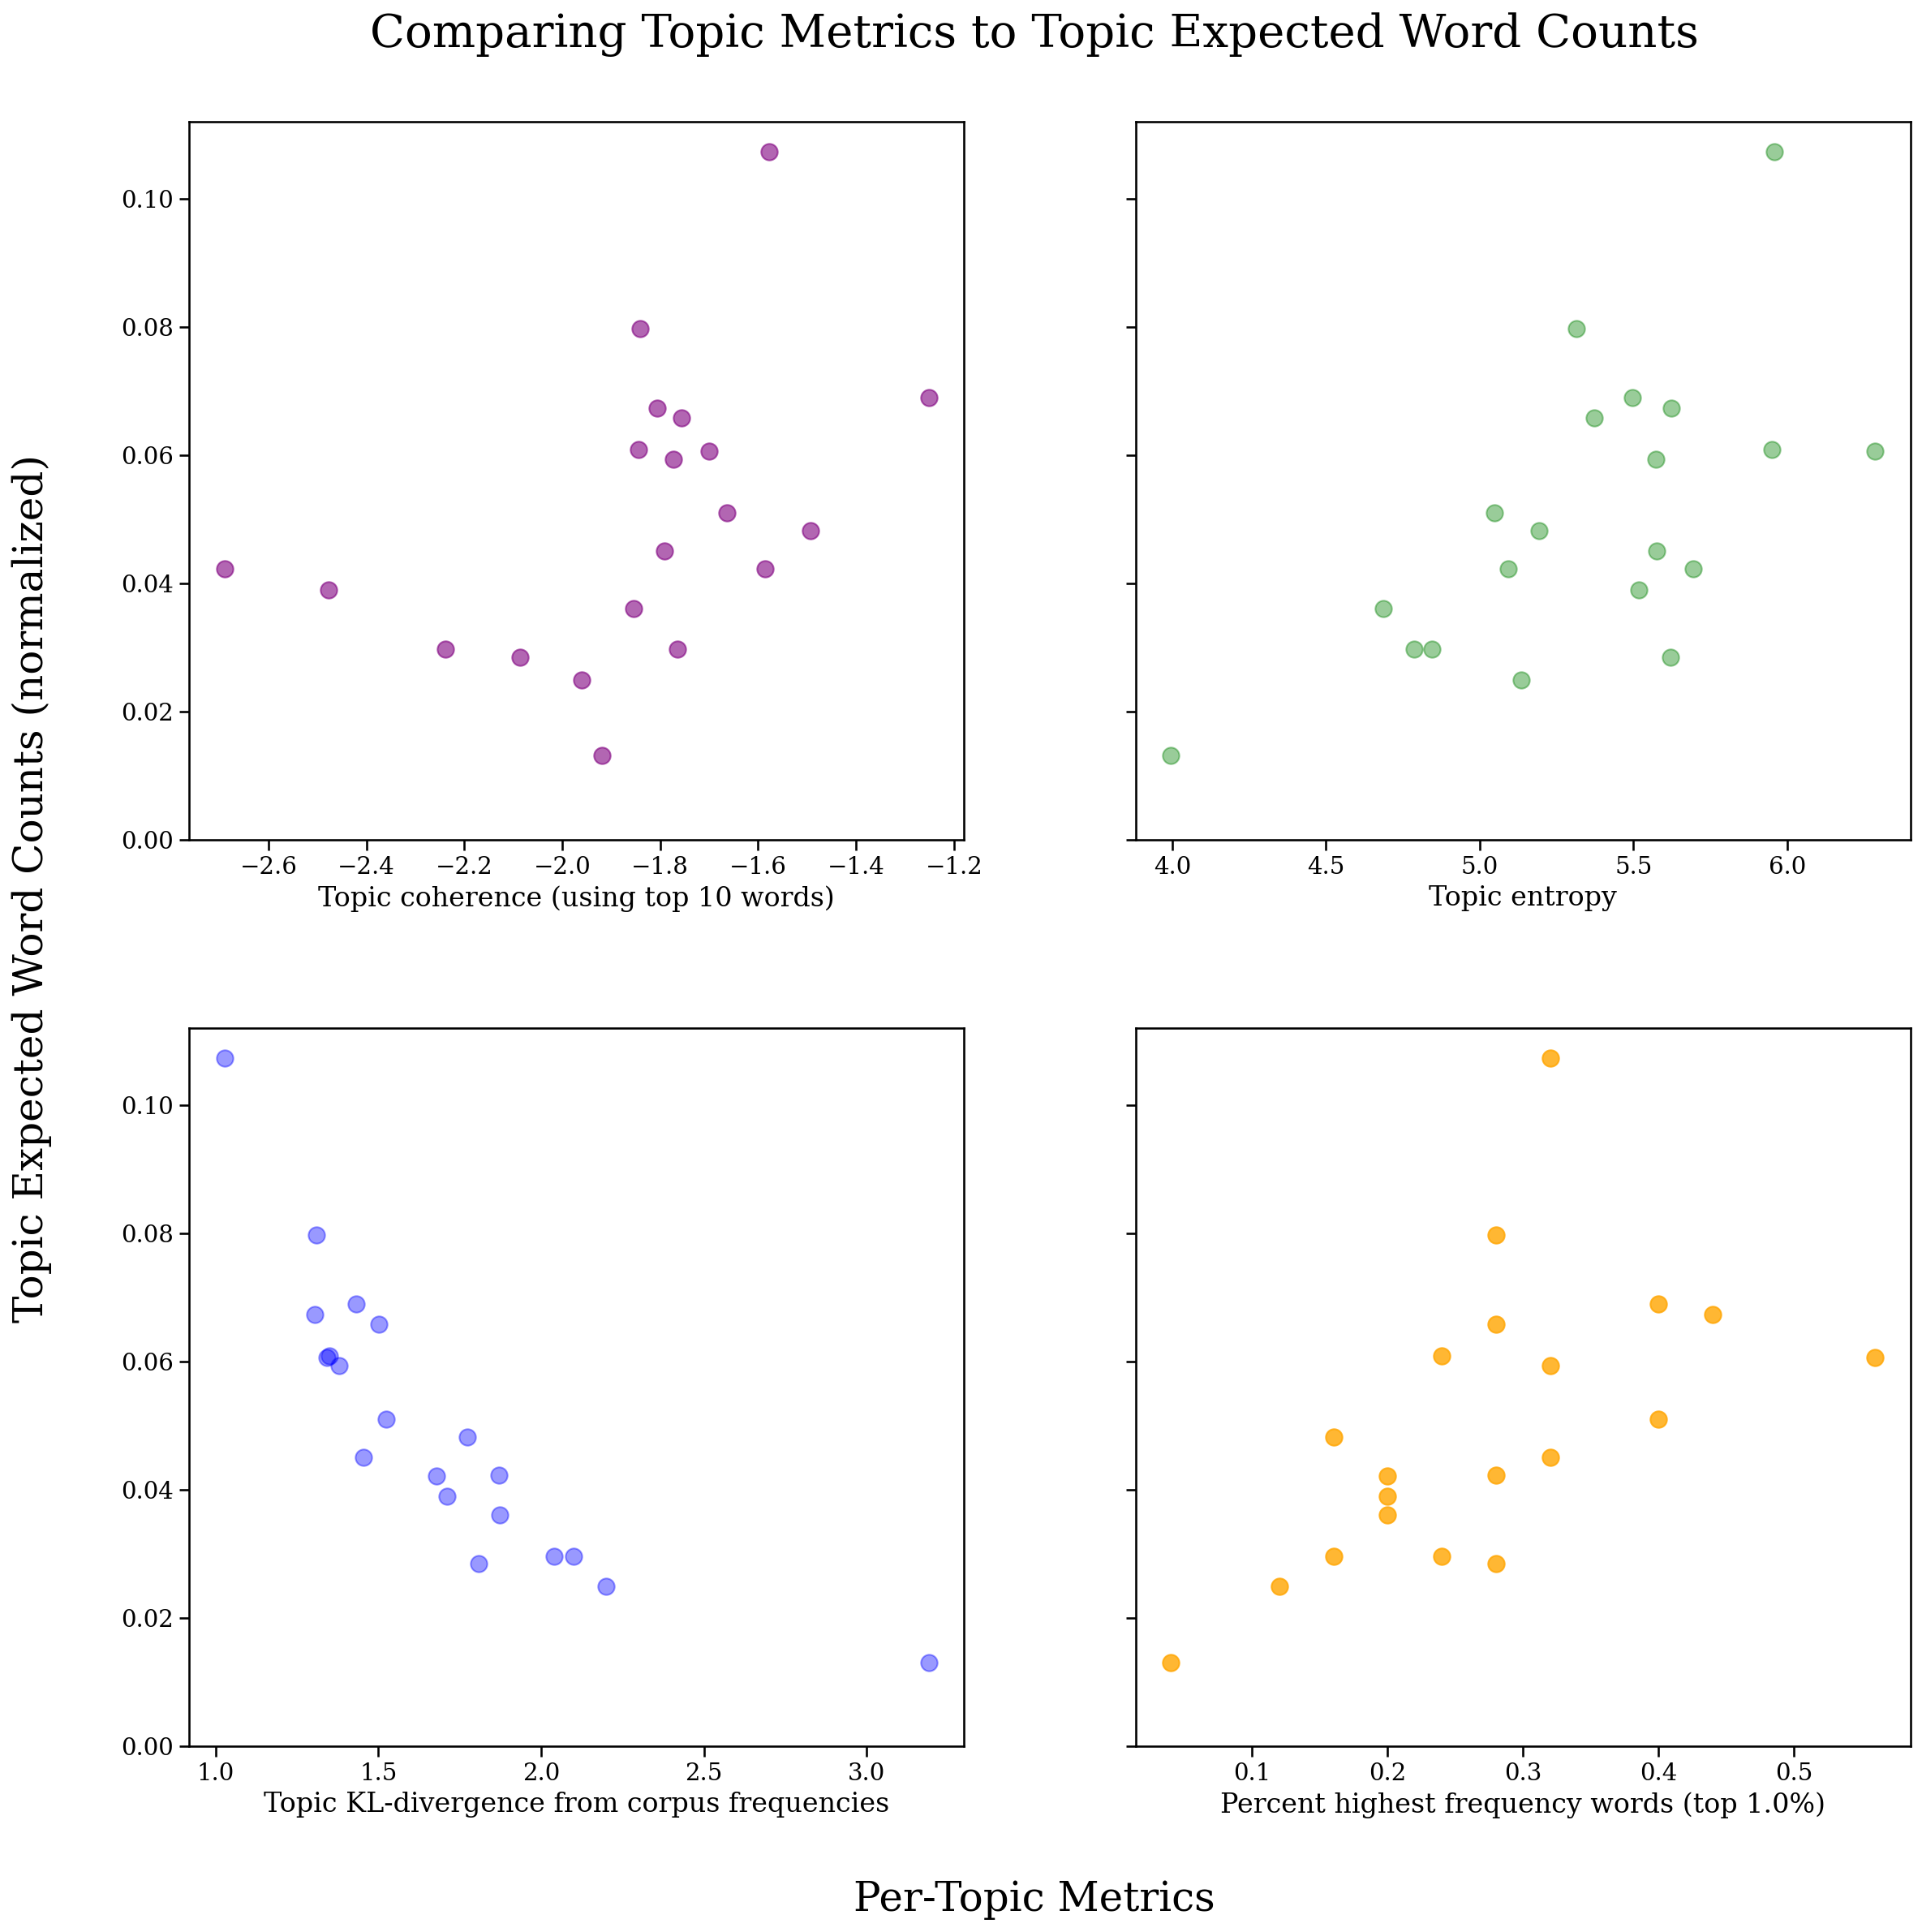 Comparing Topic Metrics to Topic Expected Word Counts
Topic Expected Word Counts (normalized)
0.10
0.08
0.06
0.04
0.02
0.00
−2.6 −2.4 −2.2 −2.0 −1.8 −1.6 −1.4 −1.2
Topic coherence (using top 10 words)
4.0 4.5 5.0 5.5 6.0
Topic entropy
0.10
0.08
0.06
0.04
0.02
0.00
1.0 1.5 2.0 2.5 3.0
Topic KL-divergence from corpus frequencies
0.1 0.2 0.3 0.4 0.5
Percent highest frequency words (top 1.0%)
Per-Topic Metrics